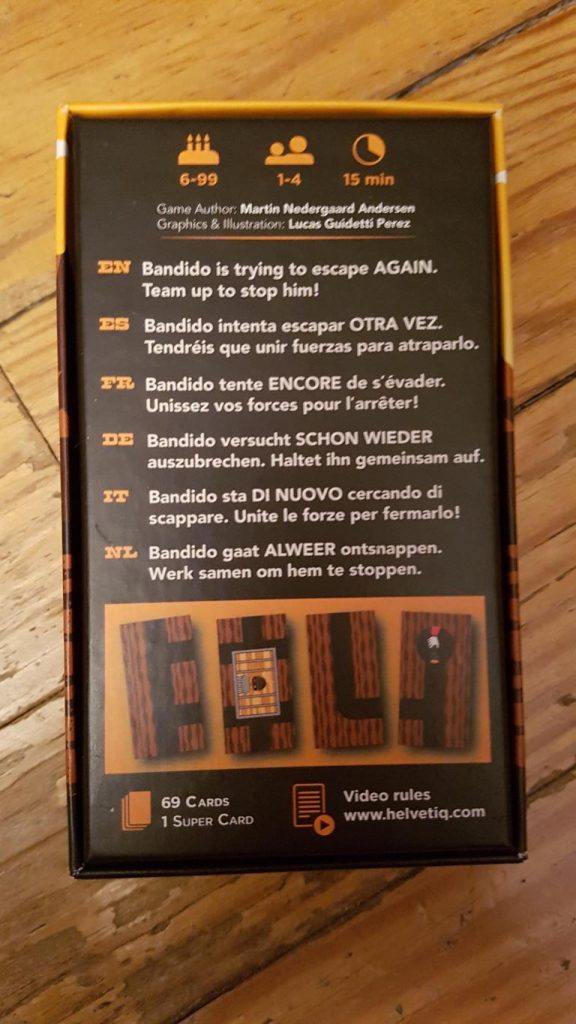 6-99 1-4 15 min
Game Author: Martin Nedergaard Andersen
Graphics & Illustration: Lucas Guidetti Perez
EN Bandido is trying to escape AGAIN.
Team up to stop him!
ES Bandido intenta escapar OTRA VEZ.
Tendréis que unir fuerzas para atraparlo.
FR Bandido tente ENCORE de s'évader.
Unissez vos forces pour l'arrêter!
DE Bandido versucht SCHON WIEDER
auszubrechen. Haltet ihn gemeinsam auf.
IT Bandido sta DI NUOVO cercando di
scappare. Unite le forze per fermarlo!
NL Bandido gaat ALWEER ontsnappen.
Werk samen om hem te stoppen.
69 CARDS
1 SUPER CARD
Video rules
www.helvetiq.com